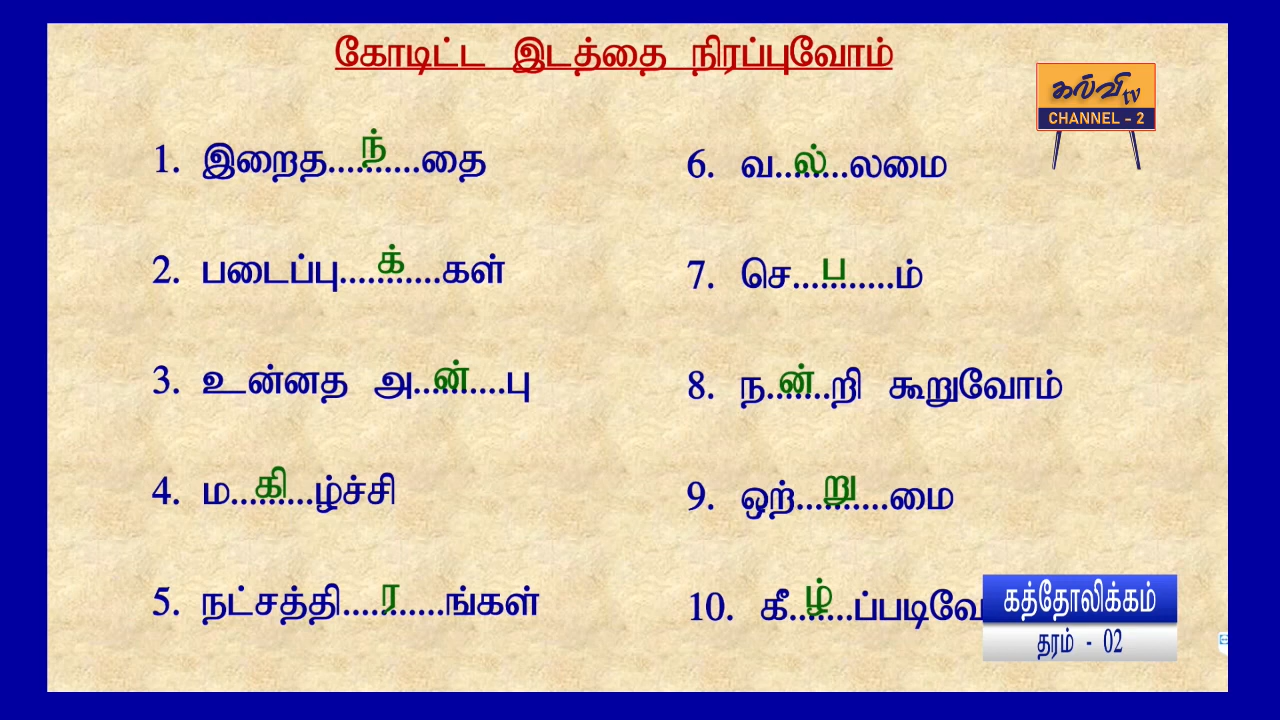 கோடிட்ட இடத்தை நிரப்புவோம்
கல்வி tv
CHANNEL - 2
1. இறைத..........தை
ந்
2. படைப்பு...........கள்
க்
3. உன்னத அ..........பு
ன்
4. ம.........ழ்ச்சி
கி
5. நட்சத்தி...........ங்கள்
ர
6. வ........லமை
ல்
7. செ...........ம்
ப
8. ந.......றி கூறுவோம்
ன்
9. ஒற்..........மை
று
10. கீ.......ப்படிவோ
ழ்
கத்தோலிக்கம்
தரம் - 02